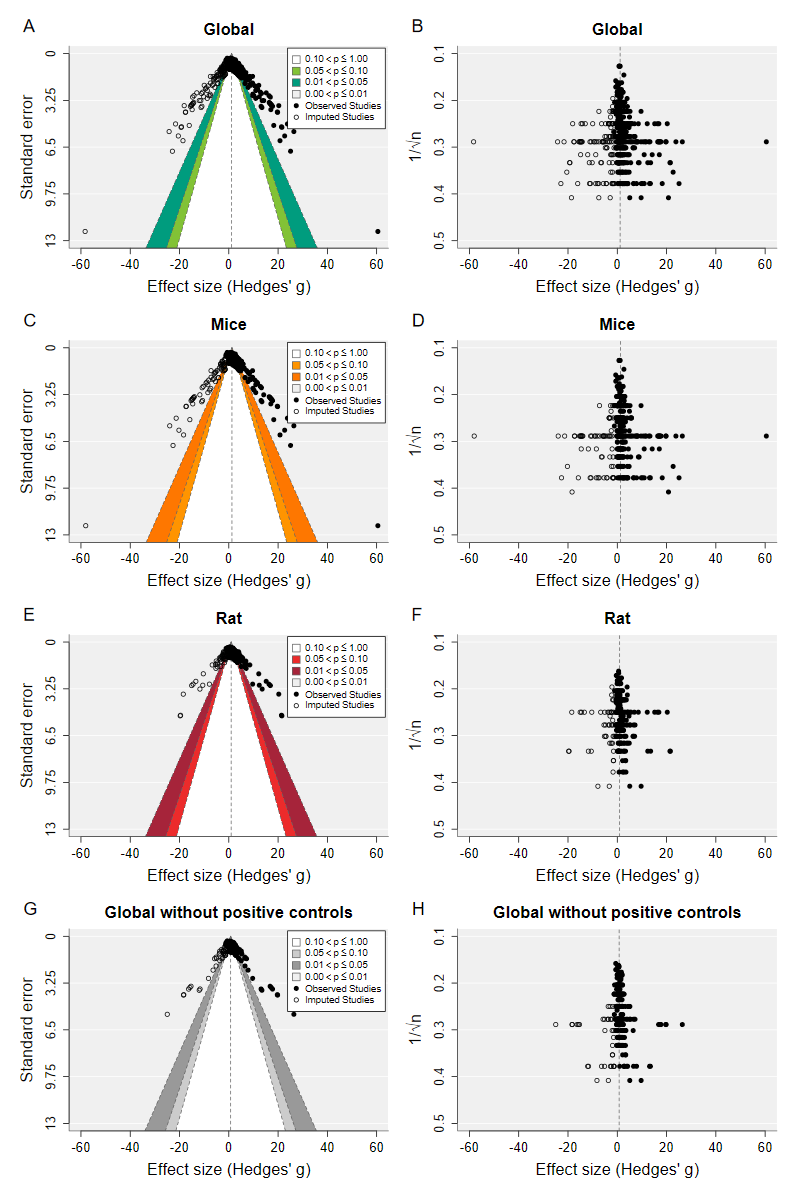 A
Global
0
3.25
6.5
9.75
13
Standard error
0.10 < p ≤ 1.00
0.05 < p ≤ 0.10
0.01 < p ≤ 0.05
0.00 < p ≤ 0.01
Observed Studies
Imputed Studies
-60 -40 -20 0 20 40 60
Effect size (Hedges' g)
B
Global
0.1
0.2
0.3
0.4
0.5
1/√n
-60 -40 -20 0 20 40 60
Effect size (Hedges' g)
C
Mice
0
3.25
6.5
9.75
13
Standard error
0.10 < p ≤ 1.00
0.05 < p ≤ 0.10
0.01 < p ≤ 0.05
0.00 < p ≤ 0.01
Observed Studies
Imputed Studies
-60 -40 -20 0 20 40 60
Effect size (Hedges' g)
D
Mice
0.1
0.2
0.3
0.4
0.5
1/√n
-60 -40 -20 0 20 40 60
Effect size (Hedges' g)
E
Rat
0
3.25
6.5
9.75
13
Standard error
0.10 < p ≤ 1.00
0.05 < p ≤ 0.10
0.01 < p ≤ 0.05
0.00 < p ≤ 0.01
Observed Studies
Imputed Studies
-60 -40 -20 0 20 40 60
Effect size (Hedges' g)
F
Rat
0.1
0.2
0.3
0.4
0.5
1/√n
-60 -40 -20 0 20 40 60
Effect size (Hedges' g)
G
Global without positive controls
0
3.25
6.5
9.75
13
Standard error
0.10 < p ≤ 1.00
0.05 < p ≤ 0.10
0.01 < p ≤ 0.05
0.00 < p ≤ 0.01
Observed Studies
Imputed Studies
-60 -40 -20 0 20 40 60
Effect size (Hedges' g)
H
Global without positive controls
0.1
0.2
0.3
0.4
0.5
1/√n
-60 -40 -20 0 20 40 60
Effect size (Hedges' g)